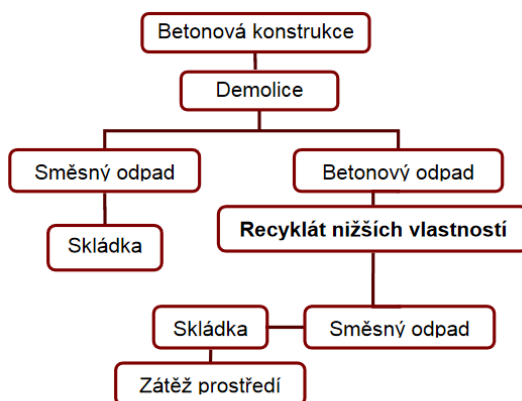 Betonová konstrukce
Demolice
Směsný odpad
Betonový odpad
Skládka
Recyklát nižších vlastností
Skládka
Směsný odpad
Zátěž prostředí